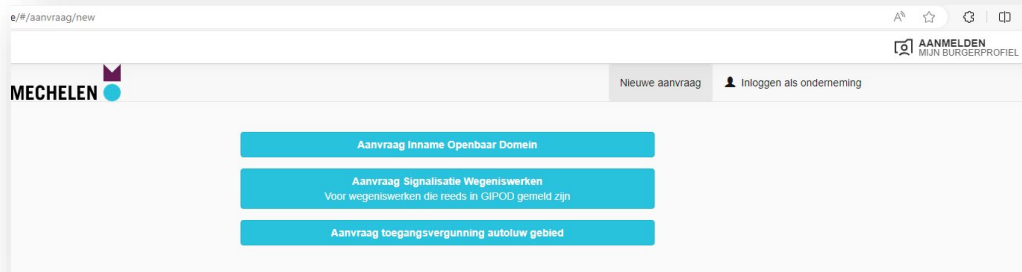 e/#/aanvraag/new
AANMELDEN
MIJN BURGERPROFIEL
MECHELEN
Nieuwe aanvraag
Inloggen als onderneming
Aanvraag Inname Openbaar Domein
Aanvraag Signalisatie Wegeniswerken
Voor wegeniswerken die reeds in GIPOD gemeld zijn
Aanvraag toegangsvergunning autoluw gebied